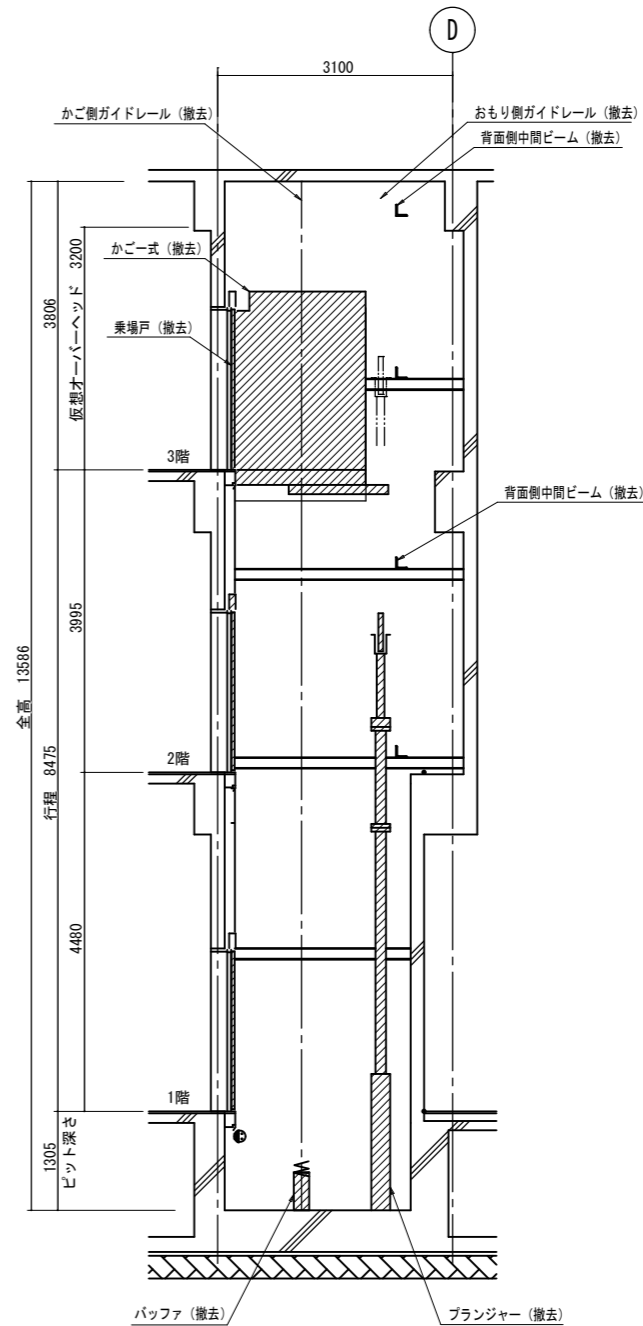 D
3100
かご側ガイドレール（撤去）
おもり側ガイドレール（撤去）
背面側中間ビーム（撤去）
かご一式（撤去）
乗場戸（撤去）
3806
仮想オーバーヘッド 3200
3階
背面側中間ビーム（撤去）
3995
全高 13586
行程 8475
2階
4480
1階
1305
ピット深さ
バッファ（撤去）
プランジャー（撤去）